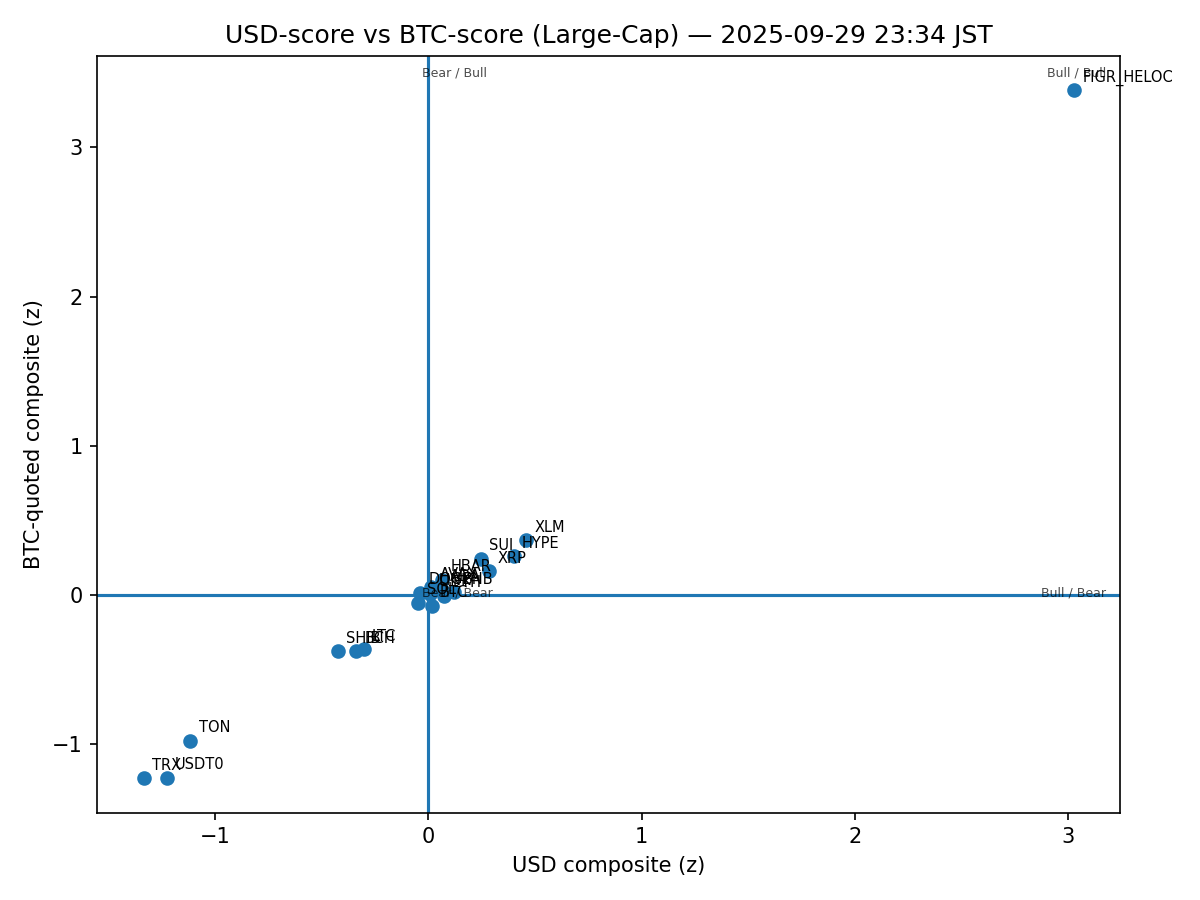 USD-score vs BTC-score (Large-Cap) — 2025-09-29 23:34 JST
Bear / Bull
Bull / Bull
FIGR_HELOC
3
2
1
0
−1
BTC-quoted composite (z)
XLM
SUI
HYPE
XRP
HBAR
SOL
Bull / Bear
SHIB
LTC
TON
TRX
USDT0
−1
0
1
2
3
USD composite (z)